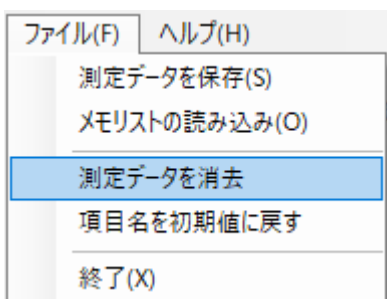 ファイル(F) ヘルプ(H)
測定データを保存(S)
メモリストの読み込み(O)
測定データを消去
項目名を初期値に戻す
終了(X)